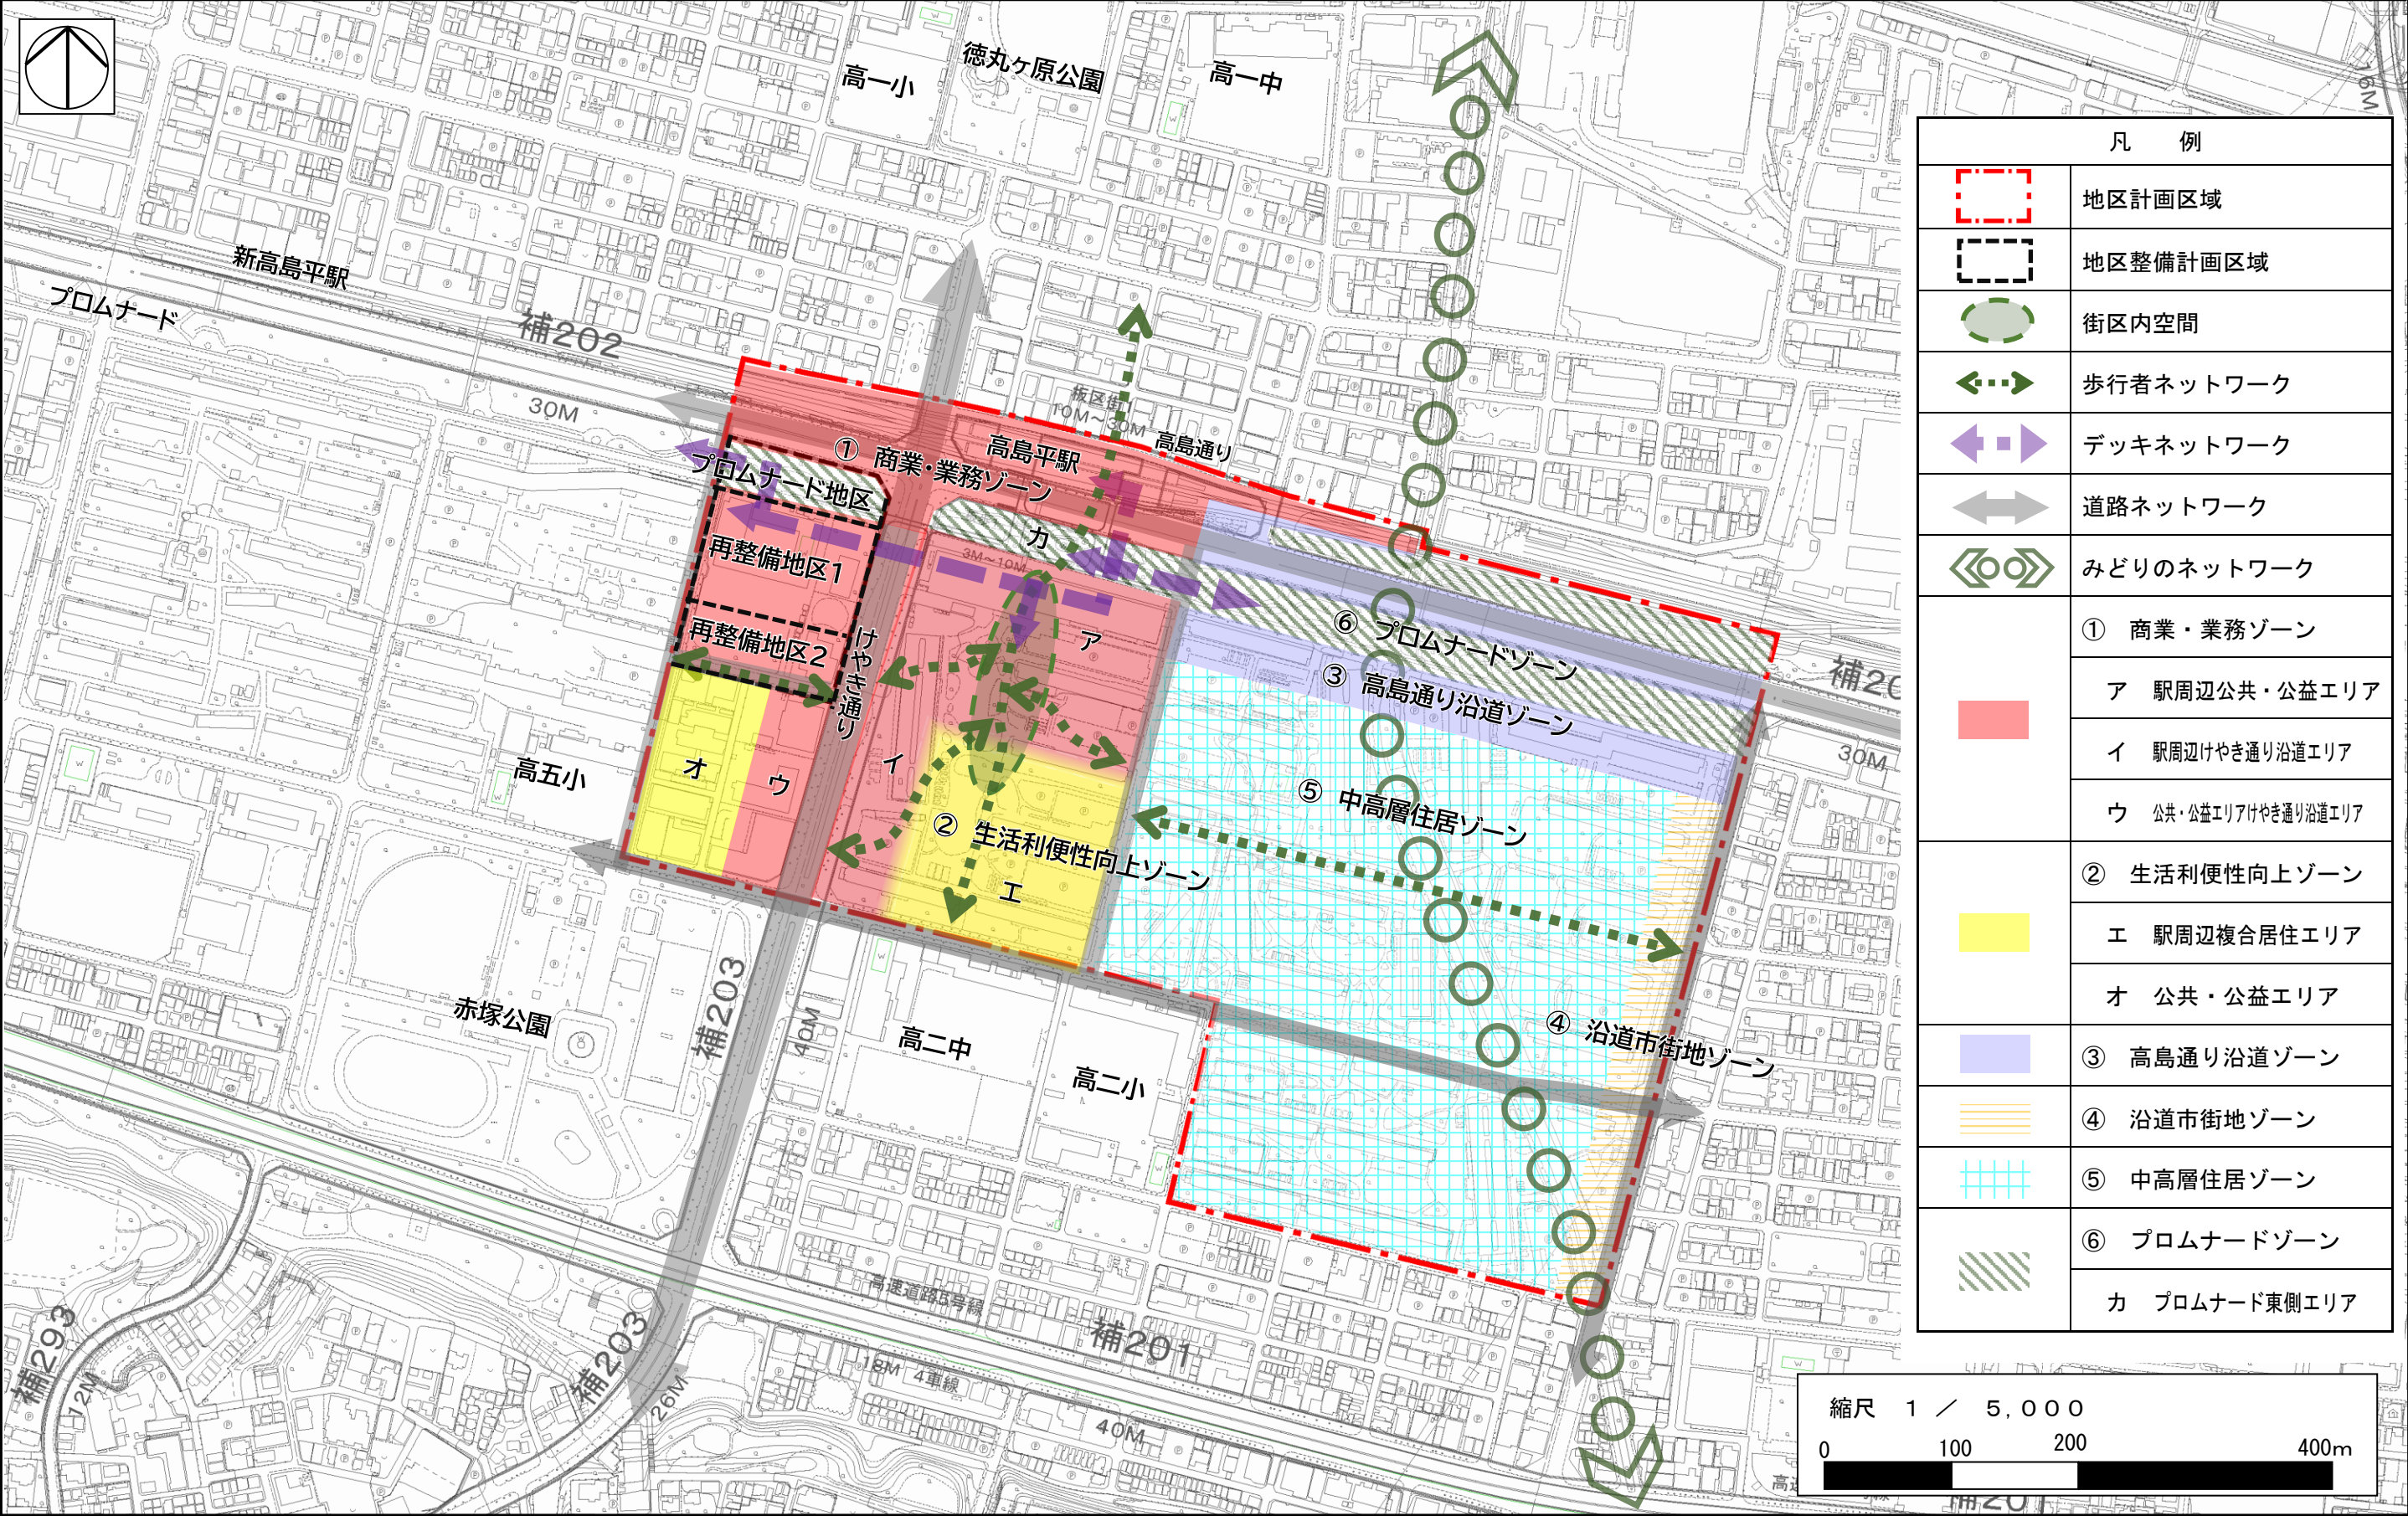 高一小
徳丸ヶ原公園
高一中
16M
新高島平駅
プロムナード
補202
30M
板区街
10M~30M
高島通り
高島平駅
① 商業・業務ゾーン
プロムナード地区
カ
3M~10M
再整備地区1
再整備地区2
けやき通り
ア
イ
オ
ウ
② 生活利便性向上ゾーン
エ
⑥ プロムナードゾーン
③ 高島通り沿道ゾーン
⑤ 中高層住居ゾーン
④ 沿道市街地ゾーン
補20
30M
高五小
赤塚公園
補203
40M
高二中
高二小
高速道路5号線
補201
18M 4車線
40M
補293
12M
補203
26M
凡 例
地区計画区域
地区整備計画区域
街区内空間
歩行者ネットワーク
デッキネットワーク
道路ネットワーク
みどりのネットワーク
① 商業・業務ゾーン
ア 駅周辺公共・公益エリア
イ 駅周辺けやき通り沿道エリア
ウ 公共・公益エリアけやき通り沿道エリア
② 生活利便性向上ゾーン
エ 駅周辺複合居住エリア
オ 公共・公益エリア
③ 高島通り沿道ゾーン
④ 沿道市街地ゾーン
⑤ 中高層住居ゾーン
⑥ プロムナードゾーン
カ プロムナード東側エリア
縮尺 1 / 5,000
0 100 200 400m